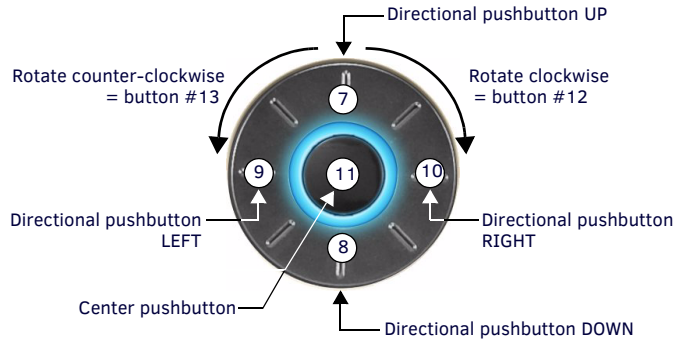 Directional pushbutton UP
Rotate counter-clockwise
= button #13
Rotate clockwise
= button #12
7
9
11
10
Directional pushbutton
LEFT
Directional pushbutton
RIGHT
8
Center pushbutton
Directional pushbutton DOWN